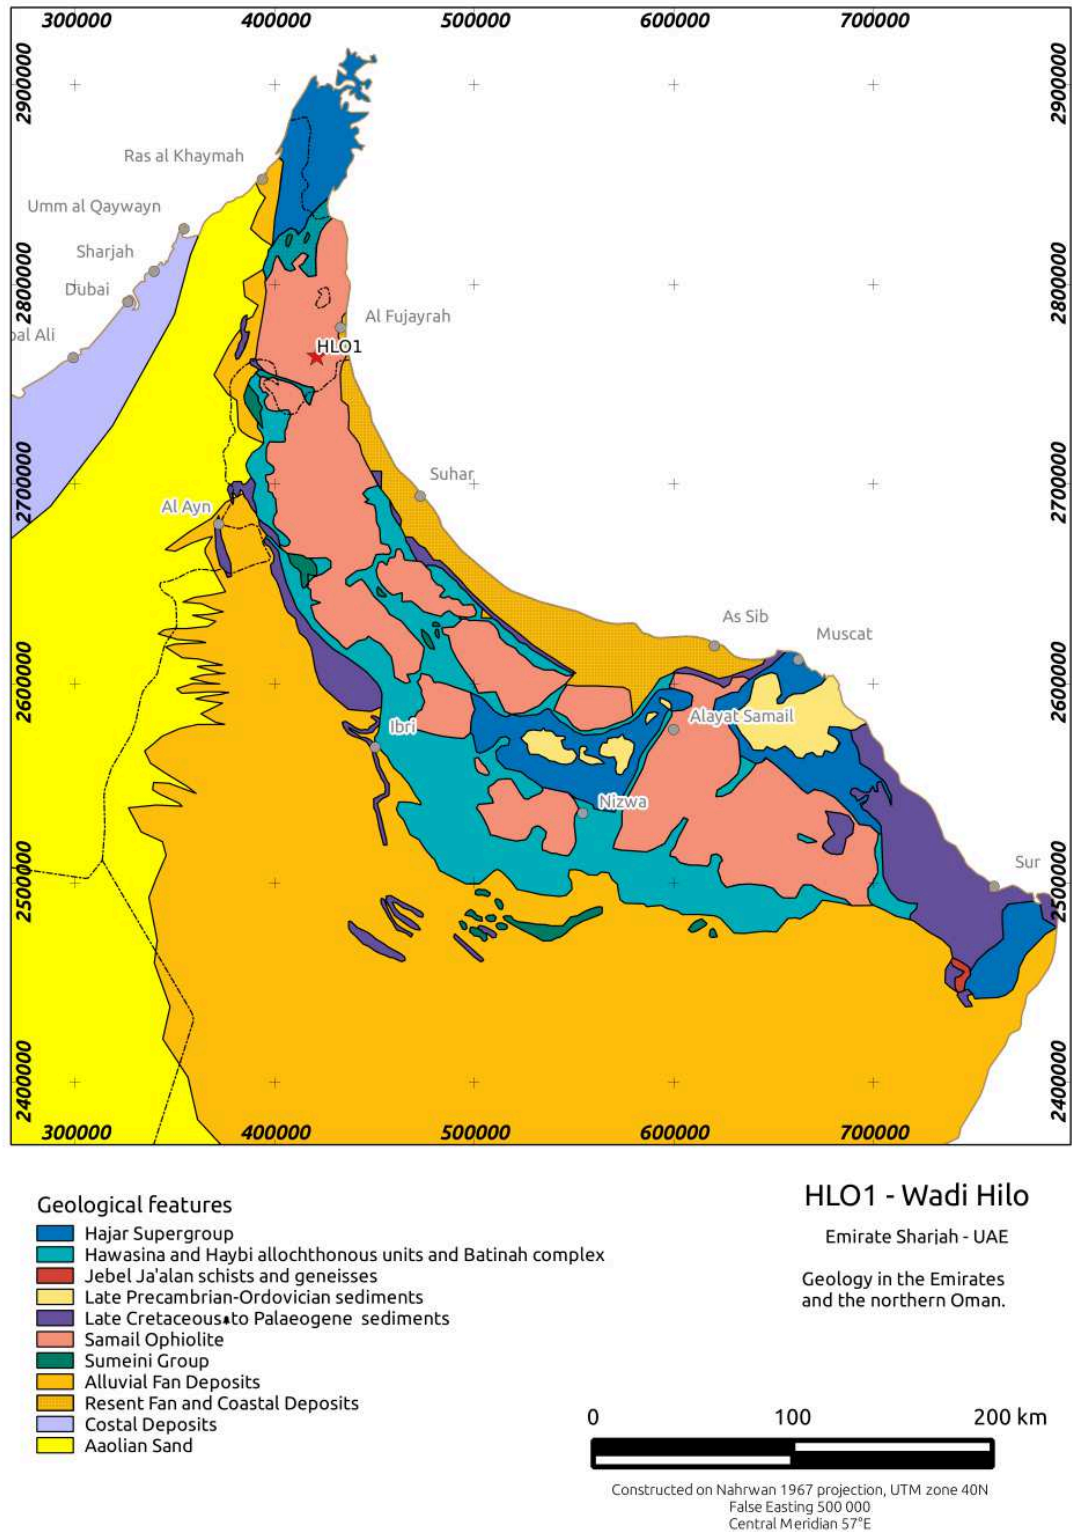 300000 400000 500000 600000 700000
2900000 2900000
Ras al Khaymah
Umm al Qaywayn
Sharjah
2800000 2800000
Dubai
Al Fujayrah
Ali
HLO1
2700000 2700000
Suhar
Al Ayn
As Sib
Muscat
2600000 2600000
Ibri
Alayat Samail
Nizwa
Sur
2500000 2500000
2400000 2400000
300000 400000 500000 600000 700000
Geological features
Hajar Supergroup
Hawasina and Haybi allochthonous units and Batinah complex
Jebel Ja'alan schists and geneisses
Late Precambrian-Ordovician sediments
Late Cretaceous to Palaeogene sediments
Samail Ophiolite
Sumeini Group
Alluvial Fan Deposits
Resent Fan and Coastal Deposits
Costal Deposits
Aaolian Sand
HLO1 - Wadi Hilo
Emirate Sharjah - UAE
Geology in the Emirates
and the northern Oman.
0 100 200 km
Constructed on Nahrwan 1967 projection, UTM zone 40N
False Easting 500 000
Central Meridian 57°E